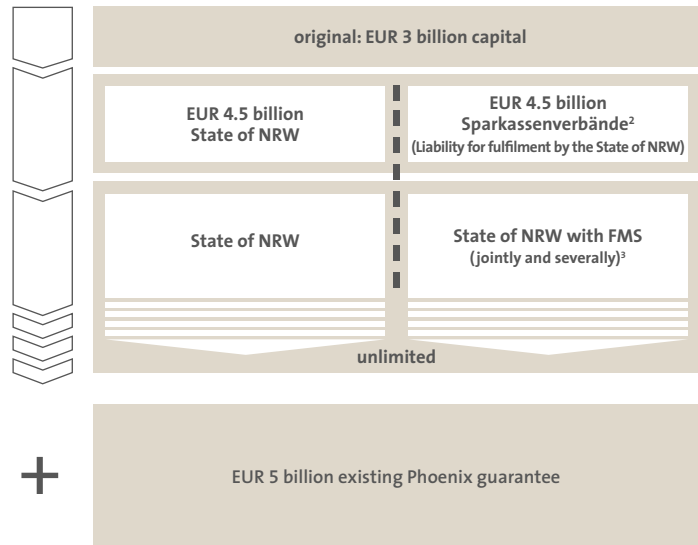 original: EUR 3 billion capital
EUR 4.5 billion
State of NRW
EUR 4.5 billion
Sparkassenverbände²
(Liability for fulfilment by the State of NRW)
State of NRW
State of NRW with FMS
(jointly and severally)³
unlimited
+
EUR 5 billion existing Phoenix guarantee